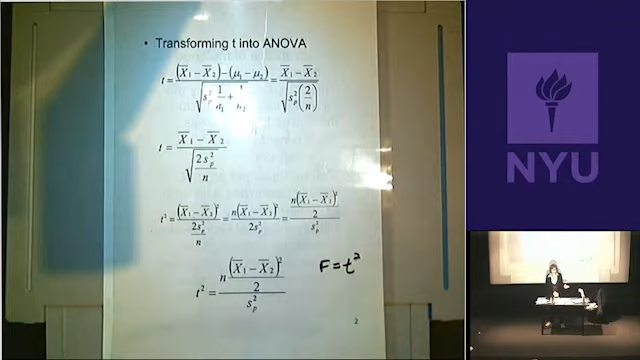 • Transforming t into ANOVA
t = ((X̄₁ − X̄₂) − (μ₁ − μ₂)) / √(s²ₚ (1/n₁ + 1/n₂)) = (X̄₁ − X̄₂) / √(s²ₚ (2/n))
t = (X̄₁ − X̄₂) / √(2s²ₚ / n)
t² = (X̄₁ − X̄₂)² / (2s²ₚ / n) = n(X̄₁ − X̄₂)² / 2s²ₚ = (n(X̄₁ − X̄₂)² / 2) / s²ₚ
t² = (n (X̄₁ − X̄₂)² / 2) / s²ₚ
F = t²
2
NYU